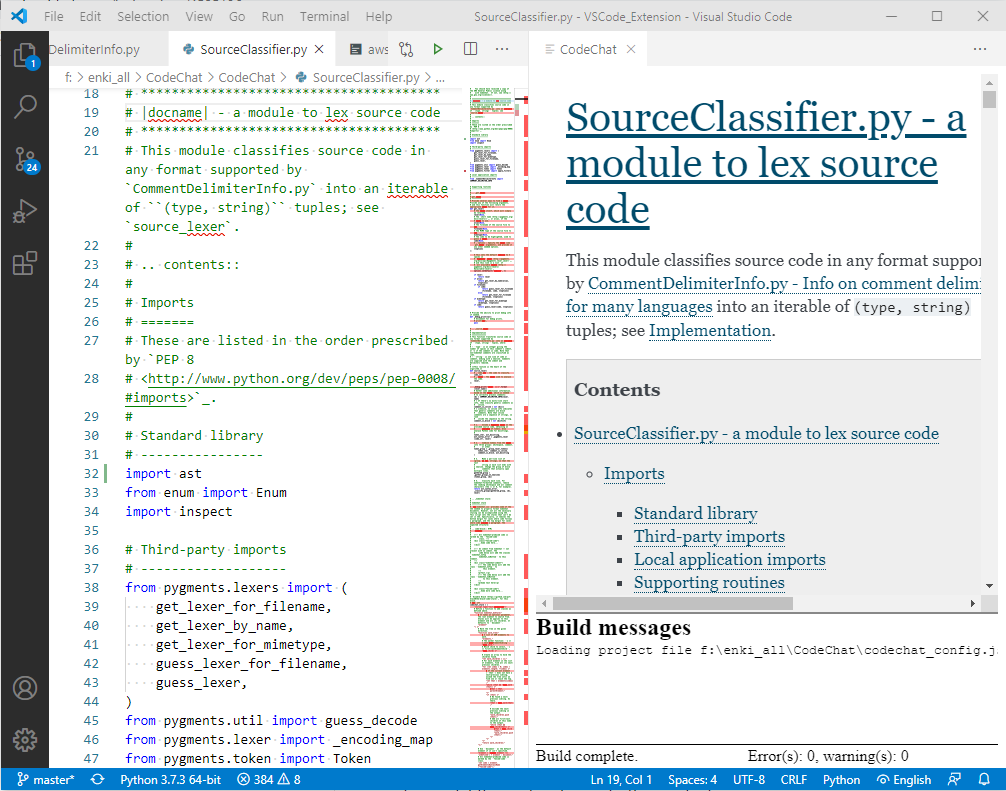 File Edit Selection View Go Run Terminal Help SourceClassifier.py - VSCode_Extension - Visual Studio Code
DelimiterInfo.py SourceClassifier.py aws ···
CodeChat ···
f: > enki_all > CodeChat > CodeChat > SourceClassifier.py > ...
1
24
18 # ****************************************
19 # |docname| - a module to lex source code
20 # ****************************************
21 # This module classifies source code in
any format supported by
`CommentDelimiterInfo.py` into an iterable
of ``(type, string)`` tuples; see
`source_lexer`.
22 #
23 # .. contents::
24 #
25 # Imports
26 # =======
27 # These are listed in the order prescribed
by `PEP 8
28 # <http://www.python.org/dev/peps/pep-0008/
#imports>`_.
29 #
30 # Standard library
31 # ----------------
32 import ast
33 from enum import Enum
34 import inspect
35
36 # Third-party imports
37 # -------------------
38 from pygments.lexers import (
39 get_lexer_for_filename,
40 get_lexer_by_name,
41 get_lexer_for_mimetype,
42 guess_lexer_for_filename,
43 guess_lexer,
44 )
45 from pygments.util import guess_decode
46 from pygments.lexer import _encoding_map
47 from pygments.token import Token
SourceClassifier.py - a
module to lex source
code
This module classifies source code in any format suppor
by CommentDelimiterInfo.py - Info on comment delim
for many languages into an iterable of (type, string)
tuples; see Implementation.
Contents
• SourceClassifier.py - a module to lex source code
◦ Imports
▪ Standard library
▪ Third-party imports
▪ Local application imports
▪ Supporting routines
Build messages
Loading project file f:\enki_all\CodeChat\codechat_config.j
Build complete. Error(s): 0, warning(s): 0
master* Python 3.7.3 64-bit 384 8 Ln 19, Col 1 Spaces: 4 UTF-8 CRLF Python English